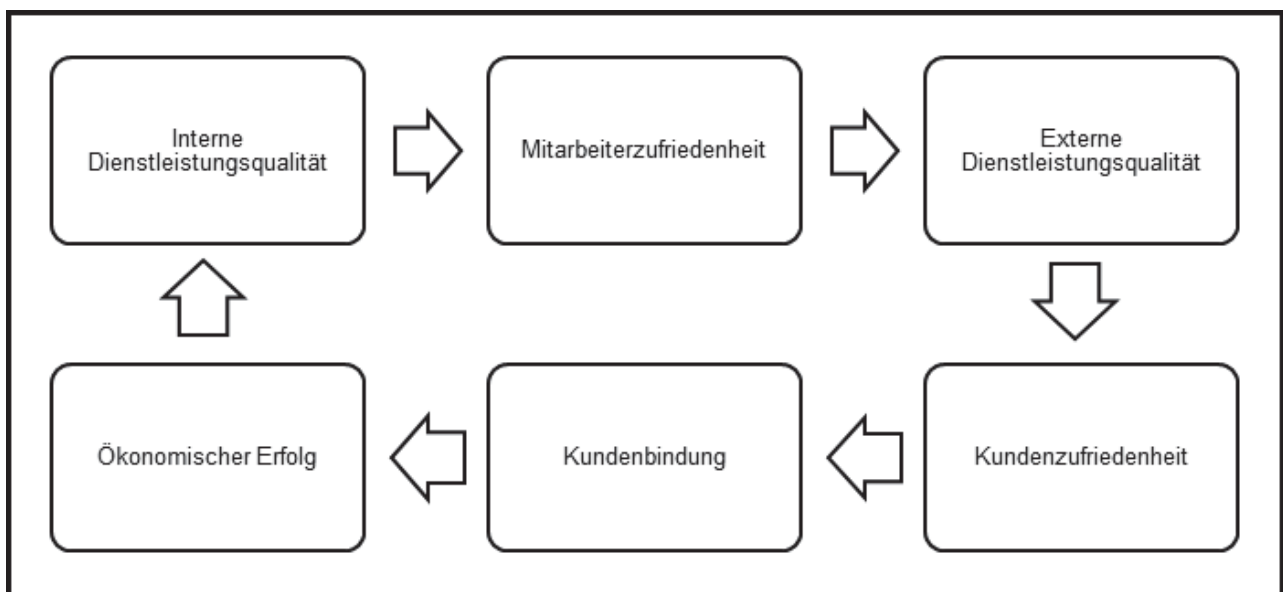 Interne
Dienstleistungsqualität
Mitarbeiterzufriedenheit
Externe
Dienstleistungsqualität
Ökonomischer Erfolg
Kundenbindung
Kundenzufriedenheit